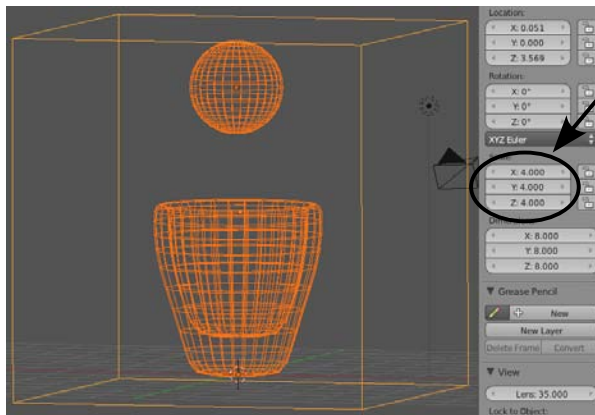 Location:
X: 0.051
Y: 0.000
Z: 3.569
Rotation:
X: 0°
Y: 0°
Z: 0°
XYZ Euler
X: 4.000
Y: 4.000
Z: 4.000
X: 8.000
Y: 8.000
Z: 8.000
Grease Pencil
New
New Layer
Delete Frame Convert
View
Lens: 35.000
Lock to Object: